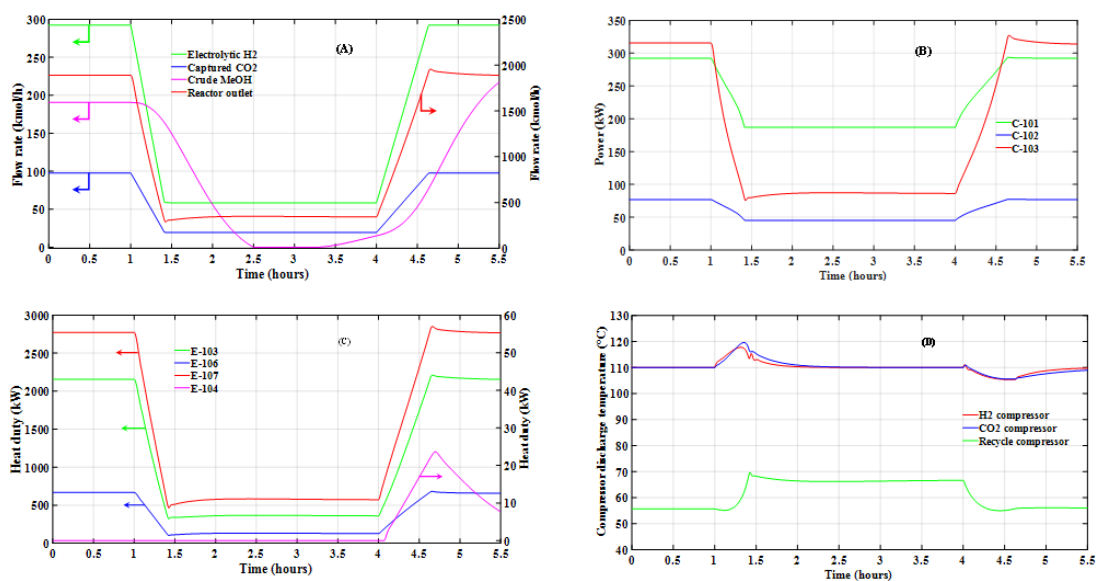 300
250
200
150
100
50
0
Flow rate (kmol/h)
(A)
Electrolytic H2
Captured CO2
Crude MeOH
Reactor outlet
2500
2000
1500
1000
500
0
Flow rate (kmol/h)
0 0.5 1 1.5 2 2.5 3 3.5 4 4.5 5 5.5
Time (hours)
350
300
250
200
150
100
50
0
Power (kW)
(B)
C-101
C-102
C-103
0 0.5 1 1.5 2 2.5 3 3.5 4 4.5 5 5.5
Time (hours)
3000
2500
2000
1500
1000
500
0
Heat duty (kW)
(C)
E-103
E-106
E-107
E-104
60
50
40
30
20
10
0
Heat duty (kW)
0 0.5 1 1.5 2 2.5 3 3.5 4 4.5 5 5.5
Time (hours)
130
120
110
100
90
80
70
60
50
40
Compressor discharge temperature (°C)
(D)
H2 compressor
CO2 compressor
Recycle compressor
0 0.5 1 1.5 2 2.5 3 3.5 4 4.5 5 5.5
Time (hours)